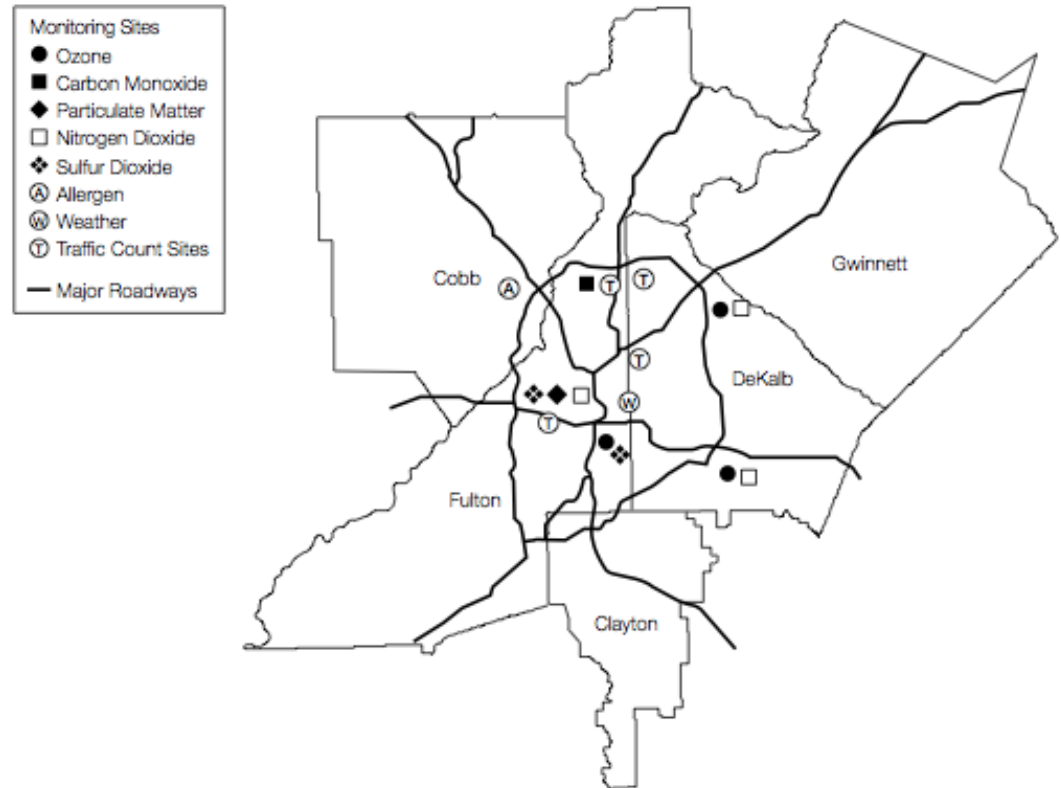 Monitoring Sites
Ozone
Carbon Monoxide
Particulate Matter
Nitrogen Dioxide
Sulfur Dioxide
A Allergen
W Weather
T Traffic Count Sites
Major Roadways
Gwinnett
Cobb
A
T
T
DeKalb
T
W
T
Fulton
Clayton